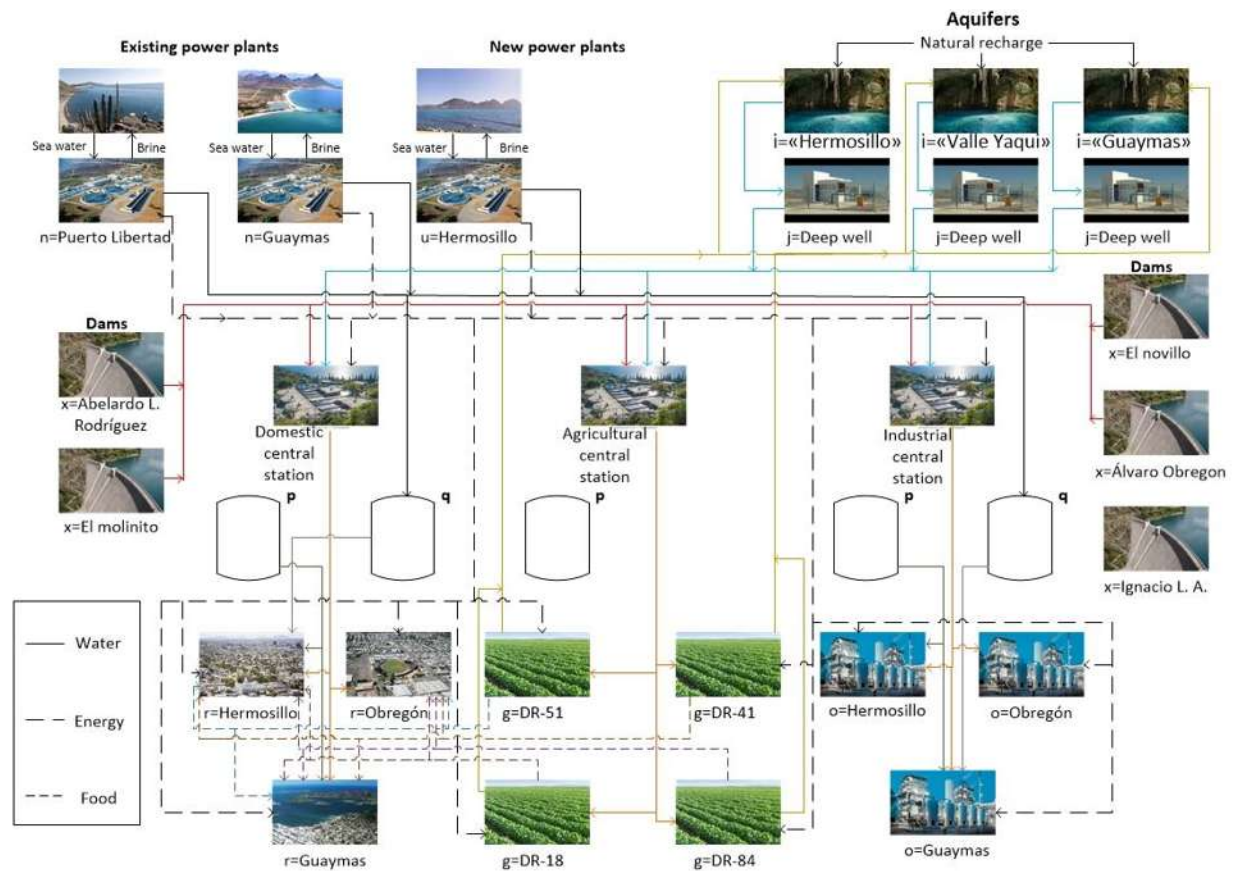 Aquifers
Existing power plants
New power plants
Natural recharge
Sea water
Brine
Sea water
Brine
Sea water
Brine
i=«Hermosillo»
i=«Valle Yaqui»
i=«Guaymas»
n=Puerto Libertad
n=Guaymas
u=Hermosillo
j=Deep well
j=Deep well
j=Deep well
Dams
Dams
x=El novillo
x=Abelardo L.
Rodríguez
Domestic
central
station
Agricultural
central
station
Industrial
central
station
x=Álvaro Obregon
x=El molinito
p
q
p
p
q
x=Ignacio L. A.
Water
Energy
Food
r=Hermosillo
r=Obregón
g=DR-51
g=DR-41
o=Hermosillo
o=Obregón
r=Guaymas
g=DR-18
g=DR-84
o=Guaymas